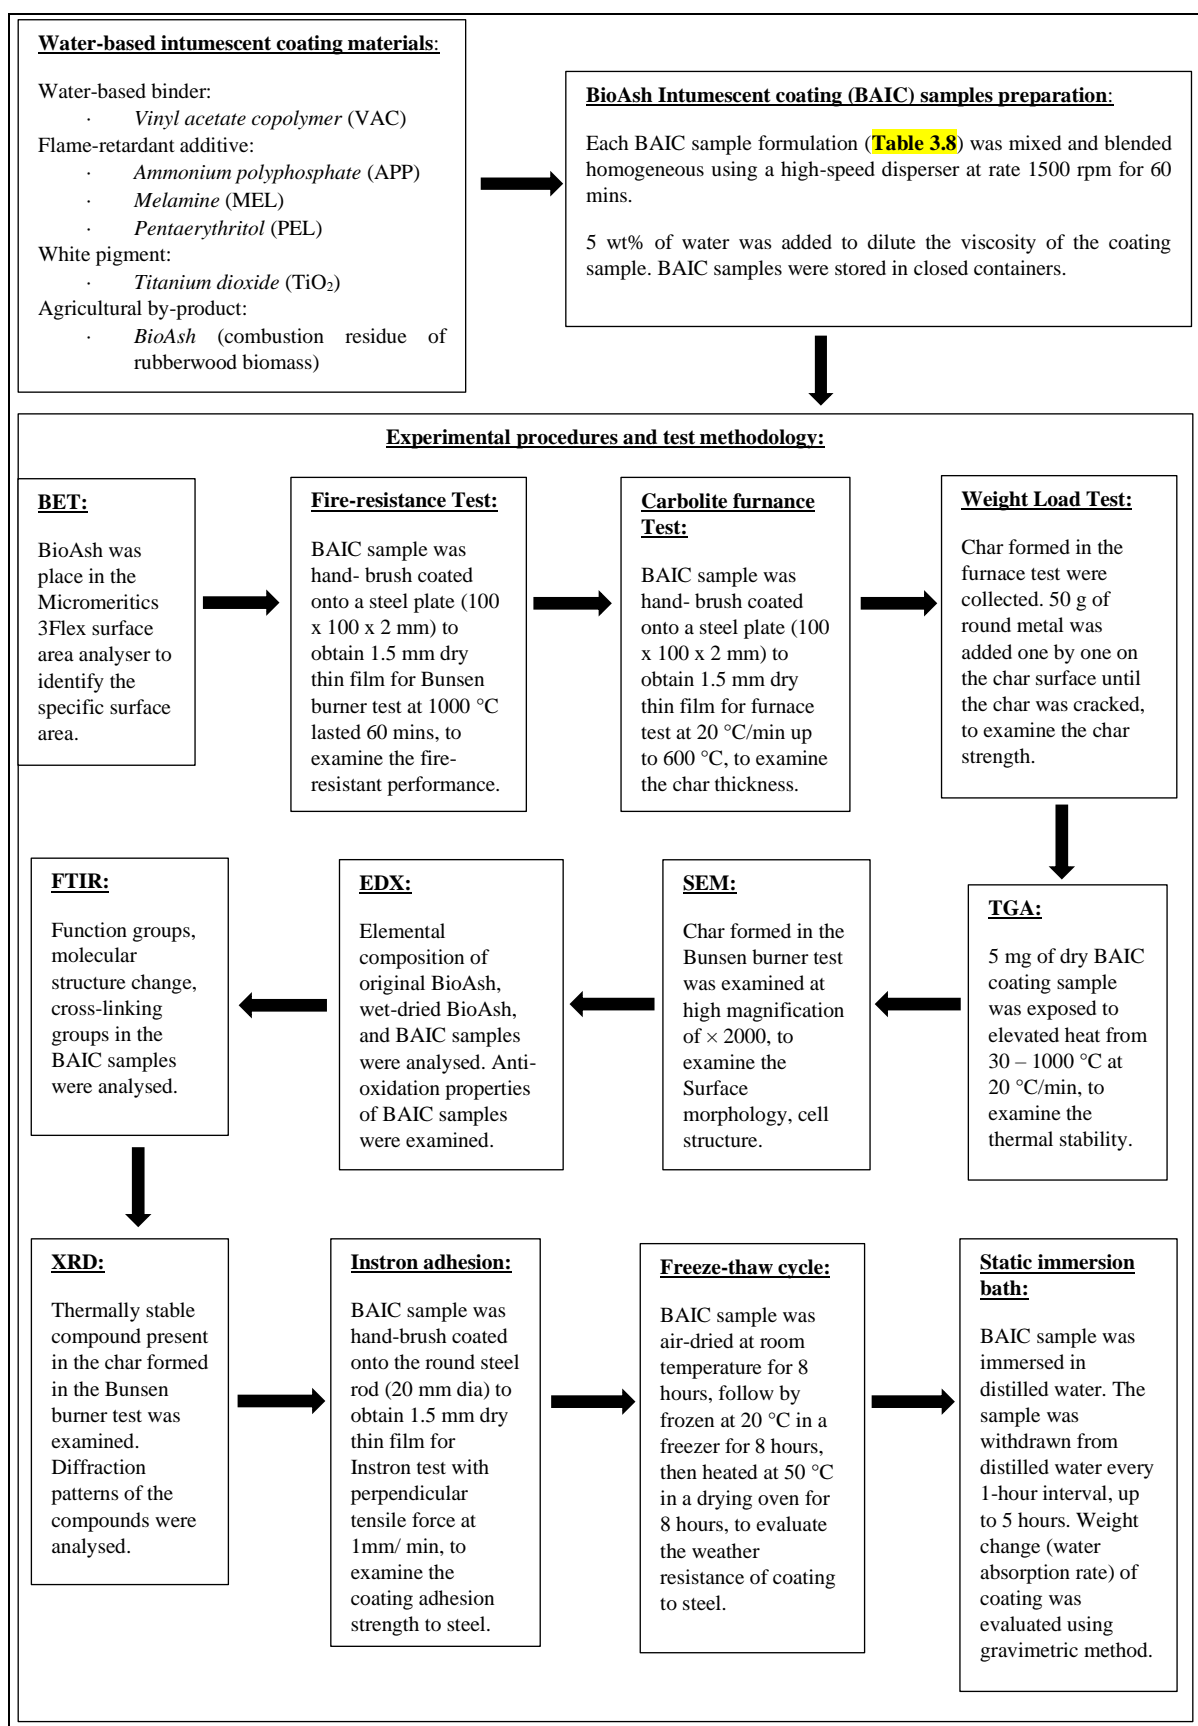 Water-based intumescent coating materials:
Water-based binder:
· Vinyl acetate copolymer (VAC)
Flame-retardant additive:
· Ammonium polyphosphate (APP)
· Melamine (MEL)
· Pentaerythritol (PEL)
White pigment:
· Titanium dioxide (TiO₂)
Agricultural by-product:
· BioAsh (combustion residue of
rubberwood biomass)
BioAsh Intumescent coating (BAIC) samples preparation:
Each BAIC sample formulation (Table 3.8) was mixed and blended
homogeneous using a high-speed disperser at rate 1500 rpm for 60
mins.
5 wt% of water was added to dilute the viscosity of the coating
sample. BAIC samples were stored in closed containers.
Experimental procedures and test methodology:
BET:
BioAsh was
place in the
Micromeritics
3Flex surface
area analyser to
identify the
specific surface
area.
Fire-resistance Test:
BAIC sample was
hand- brush coated
onto a steel plate (100
x 100 x 2 mm) to
obtain 1.5 mm dry
thin film for Bunsen
burner test at 1000 °C
lasted 60 mins, to
examine the fire-
resistant performance.
Carbolite furnance
Test:
BAIC sample was
hand- brush coated
onto a steel plate (100
x 100 x 2 mm) to
obtain 1.5 mm dry
thin film for furnace
test at 20 °C/min up
to 600 °C, to examine
the char thickness.
Weight Load Test:
Char formed in the
furnace test were
collected. 50 g of
round metal was
added one by one on
the char surface until
the char was cracked,
to examine the char
strength.
TGA:
5 mg of dry BAIC
coating sample
was exposed to
elevated heat from
30 – 1000 °C at
20 °C/min, to
examine the
thermal stability.
SEM:
Char formed in the
Bunsen burner test
was examined at
high magnification
of × 2000, to
examine the
Surface
morphology, cell
structure.
EDX:
Elemental
composition of
original BioAsh,
wet-dried BioAsh,
and BAIC samples
were analysed. Anti-
oxidation properties
of BAIC samples
were examined.
FTIR:
Function groups,
molecular
structure change,
cross-linking
groups in the
BAIC samples
were analysed.
XRD:
Thermally stable
compound present
in the char formed
in the Bunsen
burner test was
examined.
Diffraction
patterns of the
compounds were
analysed.
Instron adhesion:
BAIC sample was
hand-brush coated
onto the round steel
rod (20 mm dia) to
obtain 1.5 mm dry
thin film for
Instron test with
perpendicular
tensile force at
1mm/ min, to
examine the
coating adhesion
strength to steel.
Freeze-thaw cycle:
BAIC sample was
air-dried at room
temperature for 8
hours, follow by
frozen at 20 °C in a
freezer for 8 hours,
then heated at 50 °C
in a drying oven for
8 hours, to evaluate
the weather
resistance of coating
to steel.
Static immersion
bath:
BAIC sample was
immersed in
distilled water. The
sample was
withdrawn from
distilled water every
1-hour interval, up
to 5 hours. Weight
change (water
absorption rate) of
coating was
evaluated using
gravimetric method.